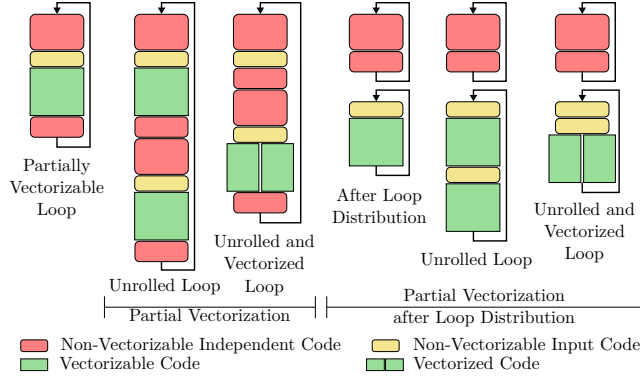 Partially
Vectorizable
Loop
Unrolled Loop
Unrolled and
Vectorized
Loop
After Loop
Distribution
Unrolled Loop
Unrolled and
Vectorized
Loop
Partial Vectorization
Partial Vectorization
after Loop Distribution
Non-Vectorizable Independent Code
Non-Vectorizable Input Code
Vectorizable Code
Vectorized Code